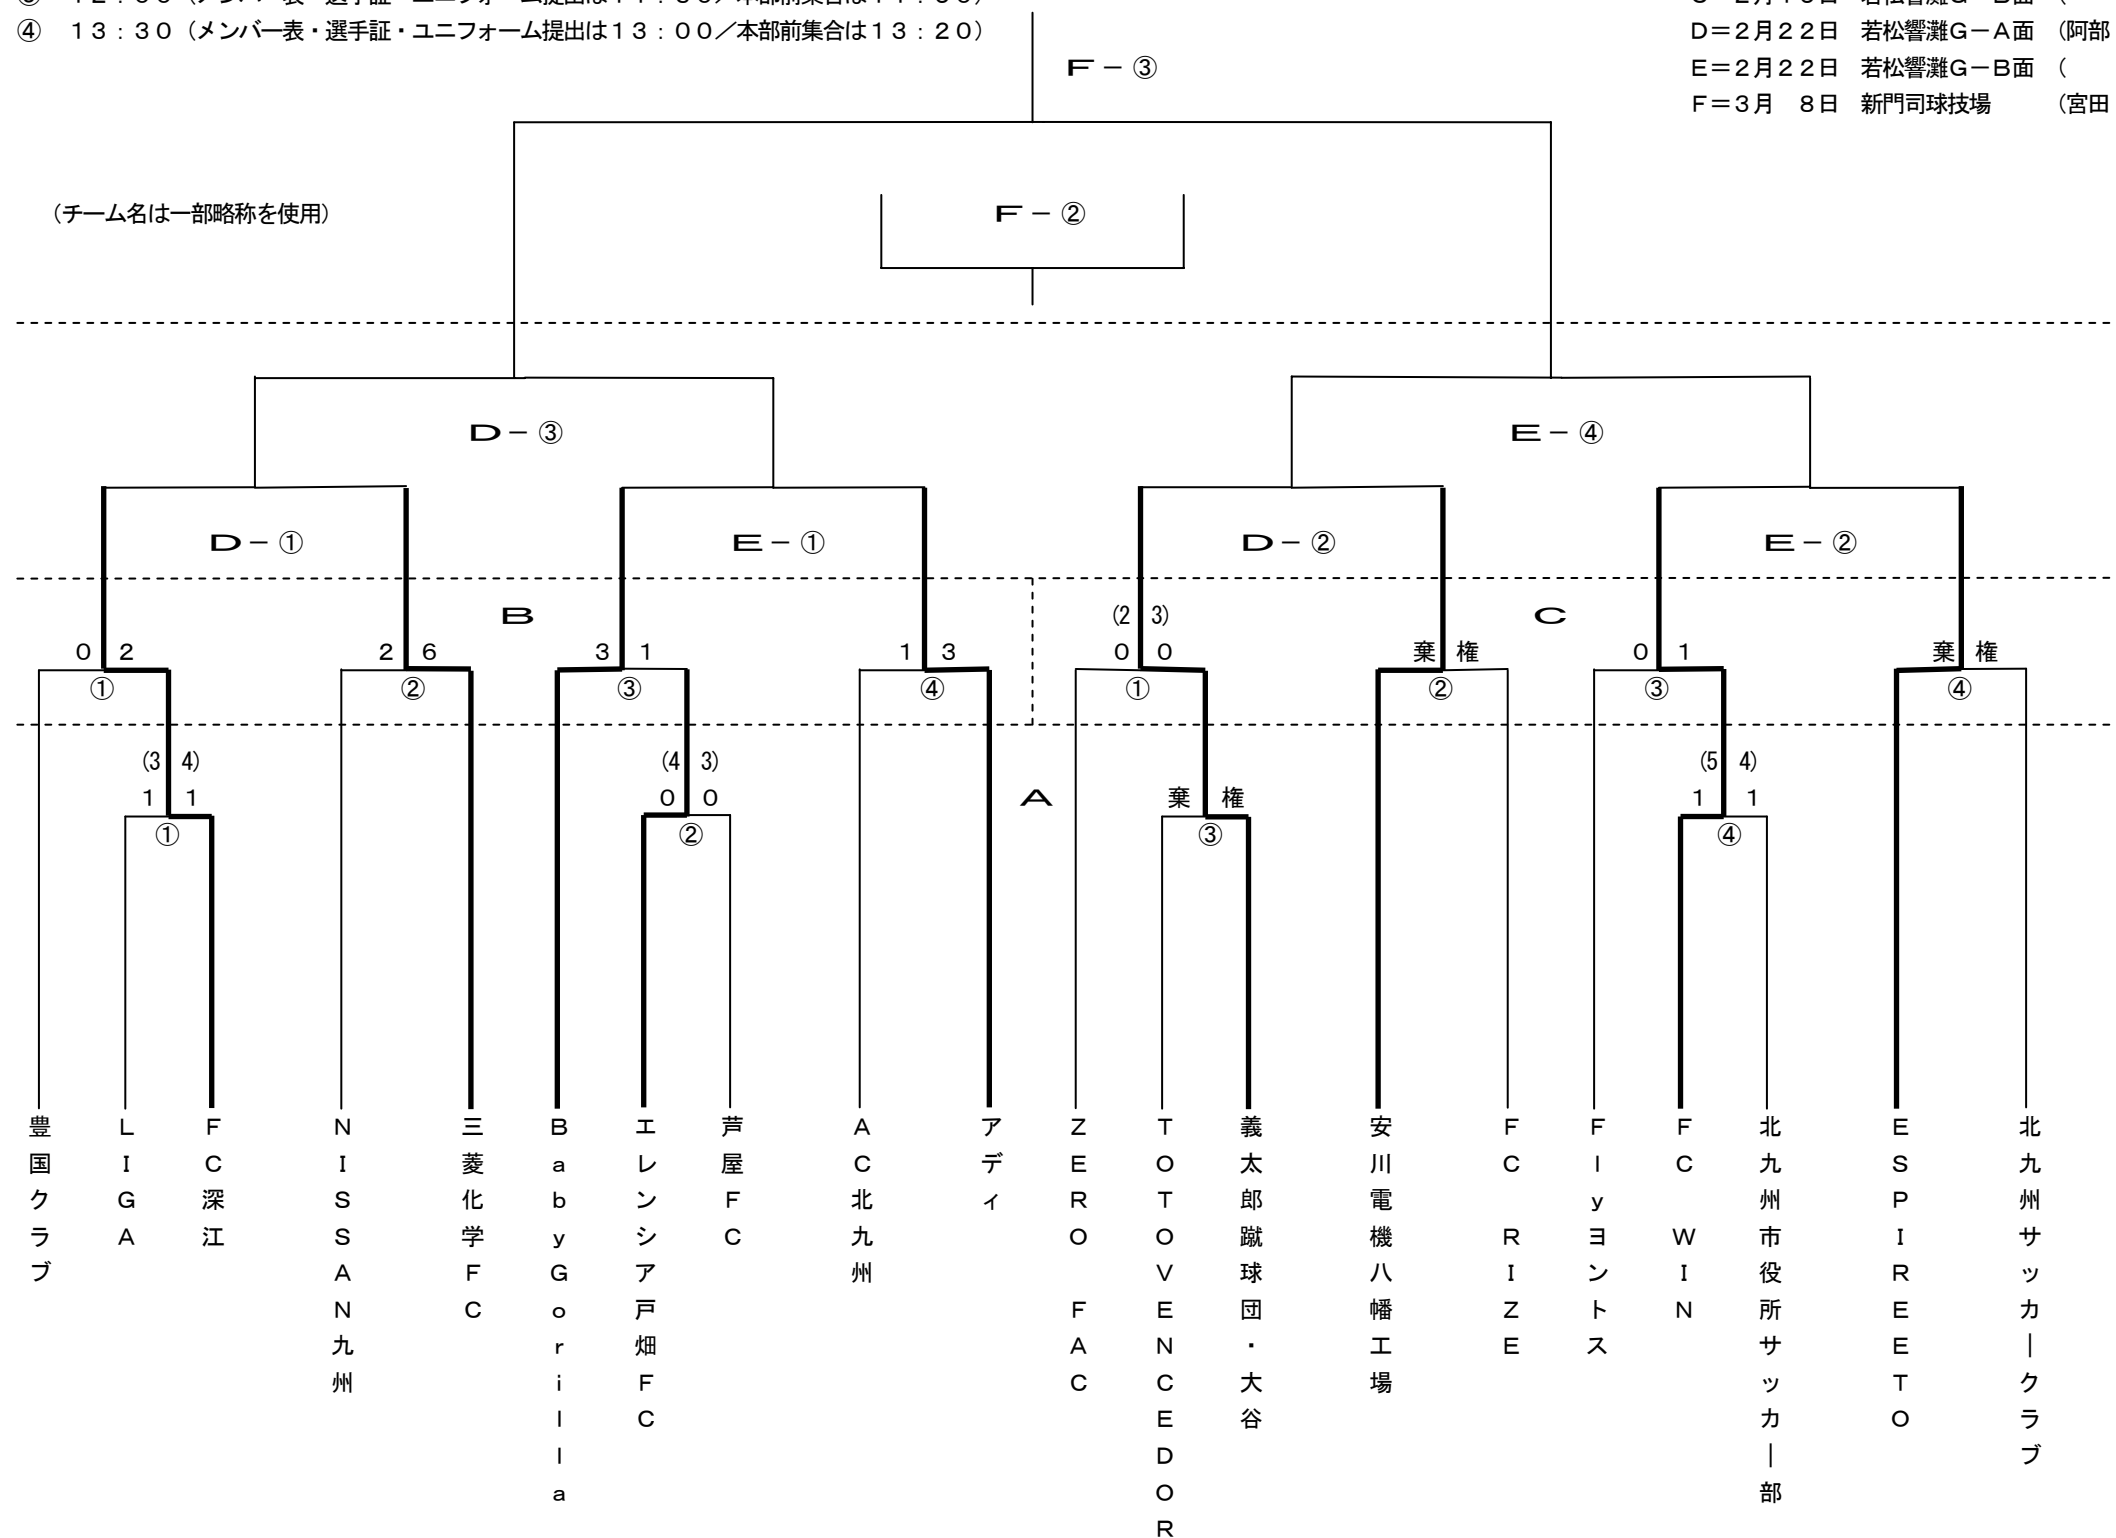 ④　１３：３０（メンバー表・選手証・ユニフォーム提出は１３：００／本部前集合は１３：２０）
D＝２月２２日　若松響灘Ｇ－Ａ面　（阿部
E＝２月２２日　若松響灘Ｇ－Ｂ面　（
F＝３月　８日　新門司球技場　（宮田
F－③
（チーム名は一部略称を使用）
F－②
D－③
E－④
D－①
E－①
D－②
E－②
B
C
(2 3)
0 2
2 6
3 1
1 3
0 0
棄 権
0 1
棄 権
①
②
③
④
①
②
③
④
(3 4)
(4 3)
(5 4)
1 1
0 0
A
棄 権
1 1
①
②
③
④
豊国クラブ
LIGA
FC深江
NISSAN九州
三菱化学FC
BabyGorilla
エレンシア戸畑FC
芦屋FC
AC北九州
アディ
ZERO FAC
TOTOVENCEDOR
義太郎蹴球団・大谷
安川電機八幡工場
FC RIZE
Flyヨントス
FC WIN
北九州市役所サッカー部
ESPIREETO
北九州サッカークラブ